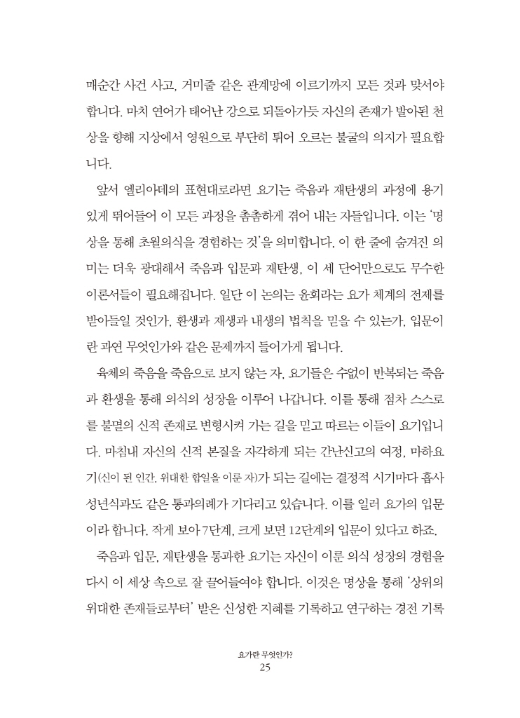 매순간 사건 사고, 거미줄 같은 관계망에 이르기까지 모든 것과 맞서야
합니다. 마치 연어가 태어난 강으로 되돌아가듯 자신의 존재가 발아된 천
상을 향해 지상에서 영원으로 부단히 튀어 오르는 불굴의 의지가 필요합
니다.
앞서 엘리아데의 표현대로라면 요기는 죽음과 재탄생의 과정에 용기
있게 뛰어들어 이 모든 과정을 촘촘하게 겪어 내는 자들입니다. 이는 '명
상을 통해 초월의식을 경험하는 것'을 의미합니다. 이 한 줄에 숨겨진 의
미는 더욱 광대해서 죽음과 입문과 재탄생, 이 세 단어만으로도 무수한
이론서들이 필요해집니다. 일단 이 논의는 윤회라는 요가 체계의 전제를
받아들일 것인가, 환생과 재생과 내생의 법칙을 믿을 수 있는가, 입문이
란 과연 무엇인가와 같은 문제까지 들어가게 됩니다.
육체의 죽음을 죽음으로 보지 않는 자, 요기들은 수없이 반복되는 죽음
과 환생을 통해 의식의 성장을 이루어 나갑니다. 이를 통해 점차 스스로
를 불멸의 신적 존재로 변형시켜 가는 길을 믿고 따르는 이들이 요기입니
다. 마침내 자신의 신적 본질을 자각하게 되는 간난신고의 여정, 마하요
기(신이 된 인간, 위대한 합일을 이룬 자)가 되는 길에는 결정적 시기마다 흡사
성년식과도 같은 통과의례가 기다리고 있습니다. 이를 일러 요가의 입문
이라 합니다. 작게 보아 7단계, 크게 보면 12단계의 입문이 있다고 하죠.
죽음과 입문, 재탄생을 통과한 요기는 자신이 이룬 의식 성장의 경험을
다시 이 세상 속으로 잘 끌어들여야 합니다. 이것은 명상을 통해 '상위의
위대한 존재들로부터' 받은 신성한 지혜를 기록하고 연구하는 경전 기록
요가란 무엇인가?
25